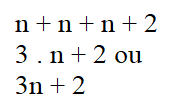 n + n + n + 2
3 . n + 2 ou
3n + 2